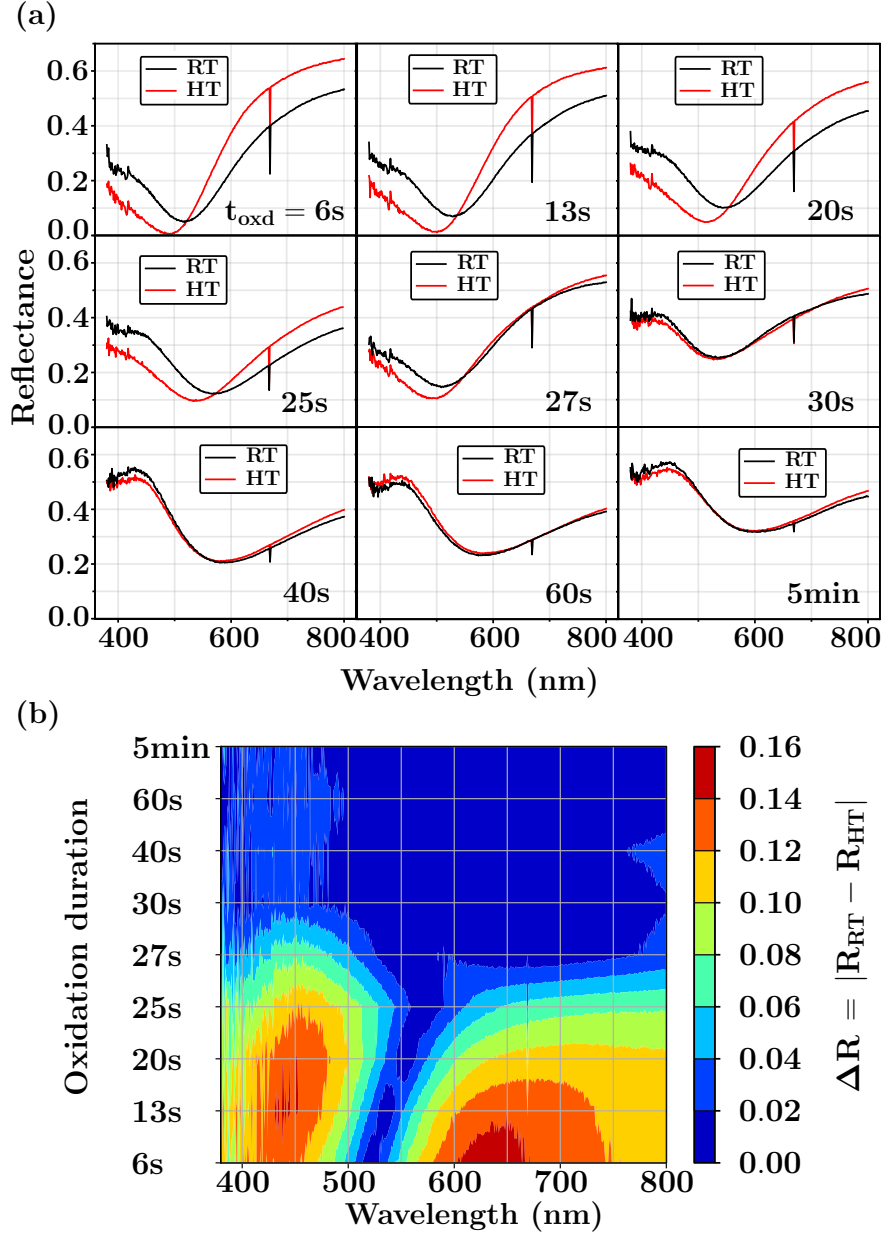 (a)
RT
HT
t_oxd = 6s
RT
HT
13s
RT
HT
20s
0.6
0.4
0.2
0.0
RT
HT
25s
RT
HT
27s
RT
HT
30s
0.6
0.4
0.2
0.0
RT
HT
40s
RT
HT
60s
RT
HT
5min
0.6
0.4
0.2
0.0
Reflectance
400 600 800 400 600 800 400 600 800
Wavelength (nm)
(b)
5min
60s
40s
30s
27s
25s
20s
13s
6s
Oxidation duration
400 500 600 700 800
Wavelength (nm)
0.16
0.14
0.12
0.10
0.08
0.06
0.04
0.02
0.00
ΔR = |R_RT − R_HT|